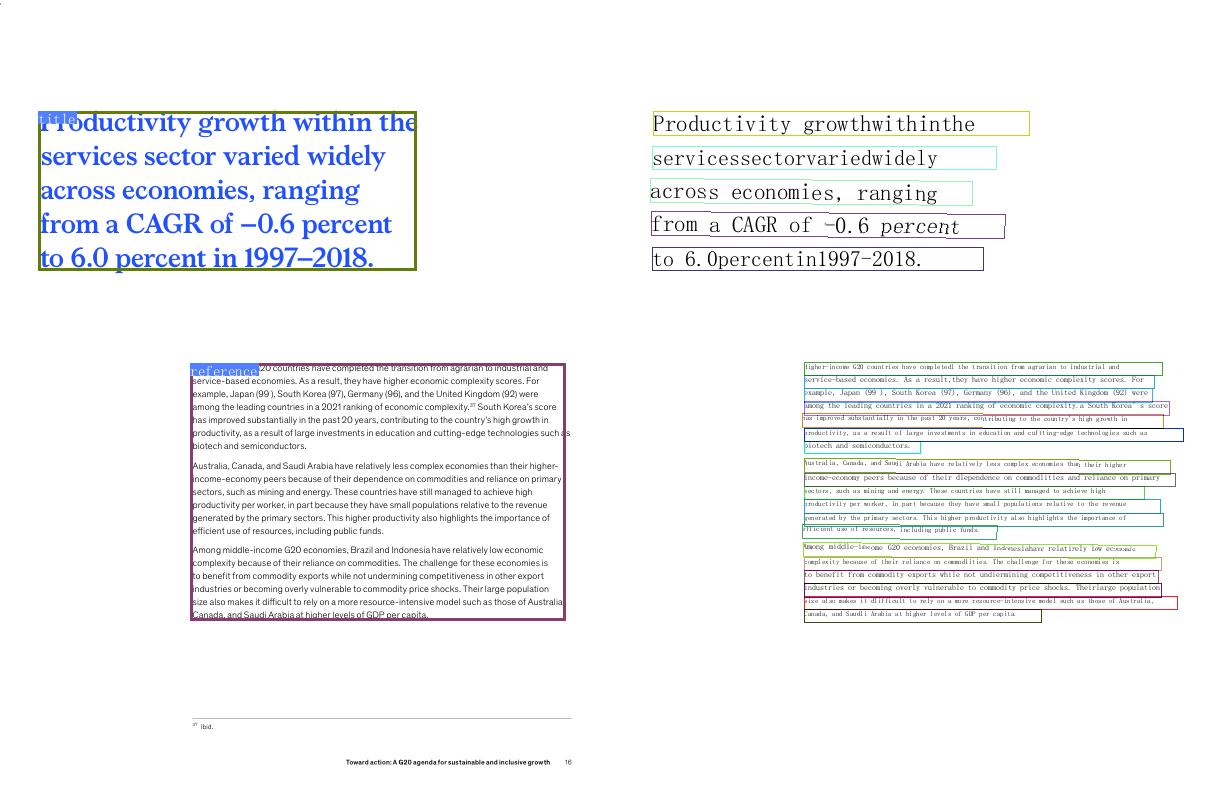 title
Productivity growth within the
services sector varied widely
across economies, ranging
from a CAGR of –0.6 percent
to 6.0 percent in 1997–2018.
reference
20 countries have completed the transition from agrarian to industrial and
service-based economies. As a result, they have higher economic complexity scores. For
example, Japan (99 ), South Korea (97), Germany (96), and the United Kingdom (92) were
among the leading countries in a 2021 ranking of economic complexity.³⁷ South Korea's score
has improved substantially in the past 20 years, contributing to the country's high growth in
productivity, as a result of large investments in education and cutting-edge technologies such as
biotech and semiconductors.
Australia, Canada, and Saudi Arabia have relatively less complex economies than their higher-
income-economy peers because of their dependence on commodities and reliance on primary
sectors, such as mining and energy. These countries have still managed to achieve high
productivity per worker, in part because they have small populations relative to the revenue
generated by the primary sectors. This higher productivity also highlights the importance of
efficient use of resources, including public funds.
Among middle-income G20 economies, Brazil and Indonesia have relatively low economic
complexity because of their reliance on commodities. The challenge for these economies is
to benefit from commodity exports while not undermining competitiveness in other export
industries or becoming overly vulnerable to commodity price shocks. Their large population
size also makes it difficult to rely on a more resource-intensive model such as those of Australia
Canada, and Saudi Arabia at higher levels of GDP per capita.
³⁷ Ibid.
Toward action: A G20 agenda for sustainable and inclusive growth 16
Productivity growthwithinthe
servicessectorvariedwidely
across economies, ranging
from a CAGR of –0.6 percent
to 6.0percentin1997-2018.
Higher-income G20 countries have completedl the transition from agrarian to industrial and
service-based economies. As a result,they have higher economic complexity scores. For
example, Japan (99 ), South Korea (97), Germany (96), and the United Kingdom (92) were
among the leading countries in a 2021 ranking of economic complexity.a South Korea s score
has improved substantially in the past 20 years, contributing to the country's high growth in
productivity, as a result of large investments in education and cuftting-edge technologies such as
biotech and semiconductors.
Australia, Canada, and Saudi Arabia have relatively less complex economies than their higher
income-economy peers because of their dlependence on commodlities and reliance on primary
sectors, such as mining and energy. These countries have still managed to achieve high
productivity per worker, in part because they have small populations relative to the revenue
generated by the primary sectors. This higher productivity also highlights the importance of
efficient use of resources, including public funds.
Among middle-income G20 economies, Brazil and Indonesiahave relatively low economic
complexity because of their reliance on commodities. The challenge for these economies is
to benefit from commodity exports while not undlermining competitiveness in other export
industries or becoming overly vulnerable to commodity price shocks. Theirlarge population
size also makes it dlifficult to rely on a more resource-intensive model such as those of Australia,
Canada, and Saudli Arabia at higher levels of GDP per capita.